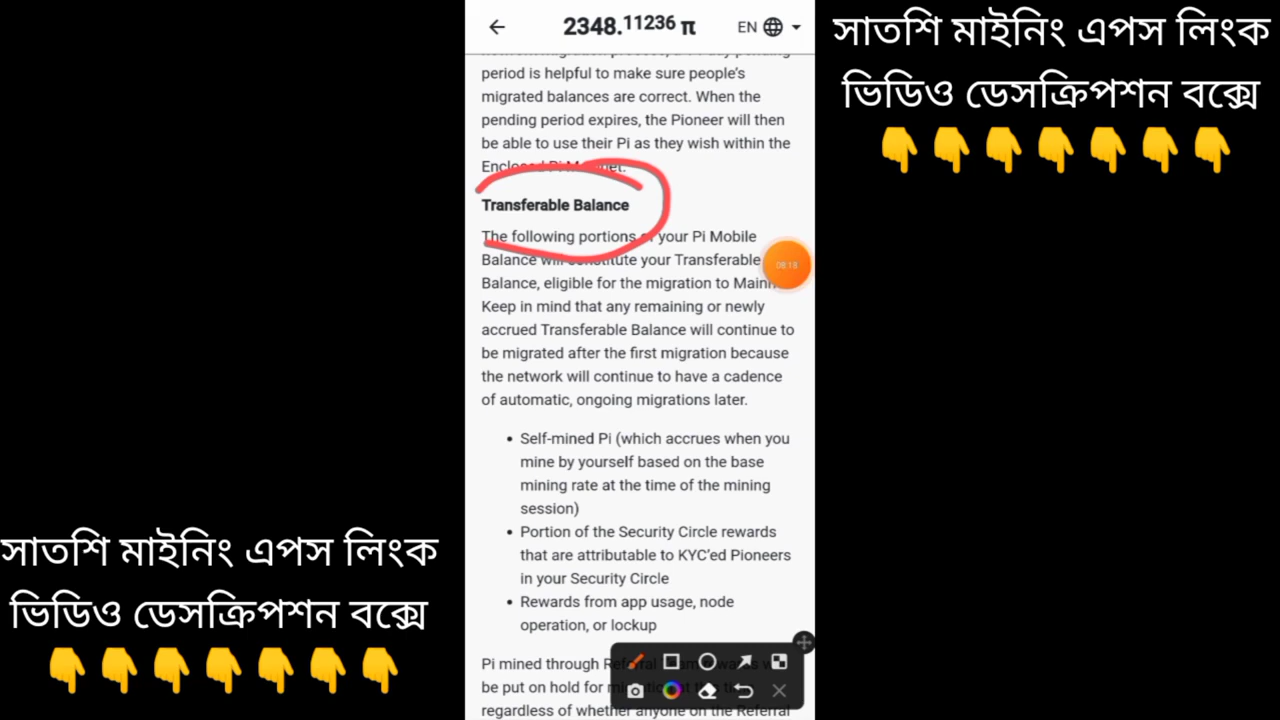 সাতশি মাইনিং এপস লিংক
ভিডিও ডেসক্রিপশন বক্সে
2348.11236 π
EN
period is helpful to make sure people's
migrated balances are correct. When the
pending period expires, the Pioneer will then
be able to use their Pi as they wish within the
Enclosed Pi
Transferable Balance
The following portions of your Pi Mobile
Balance will constitute your Transferable
Balance, eligible for the migration to
Keep in mind that any remaining or newly
accrued Transferable Balance will continue to
be migrated after the first migration because
the network will continue to have a cadence
of automatic, ongoing migrations later.
• Self-mined Pi (which accrues when you
mine by yourself based on the base
mining rate at the time of the mining
session)
• Portion of the Security Circle rewards
that are attributable to KYC'ed Pioneers
in your Security Circle
• Rewards from app usage, node
operation, or lockup
Pi mined through
be put on hold for
regardless of whether anyone on the Referral
08:18
সাতশি মাইনিং এপস লিংক
ভিডিও ডেসক্রিপশন বক্সে